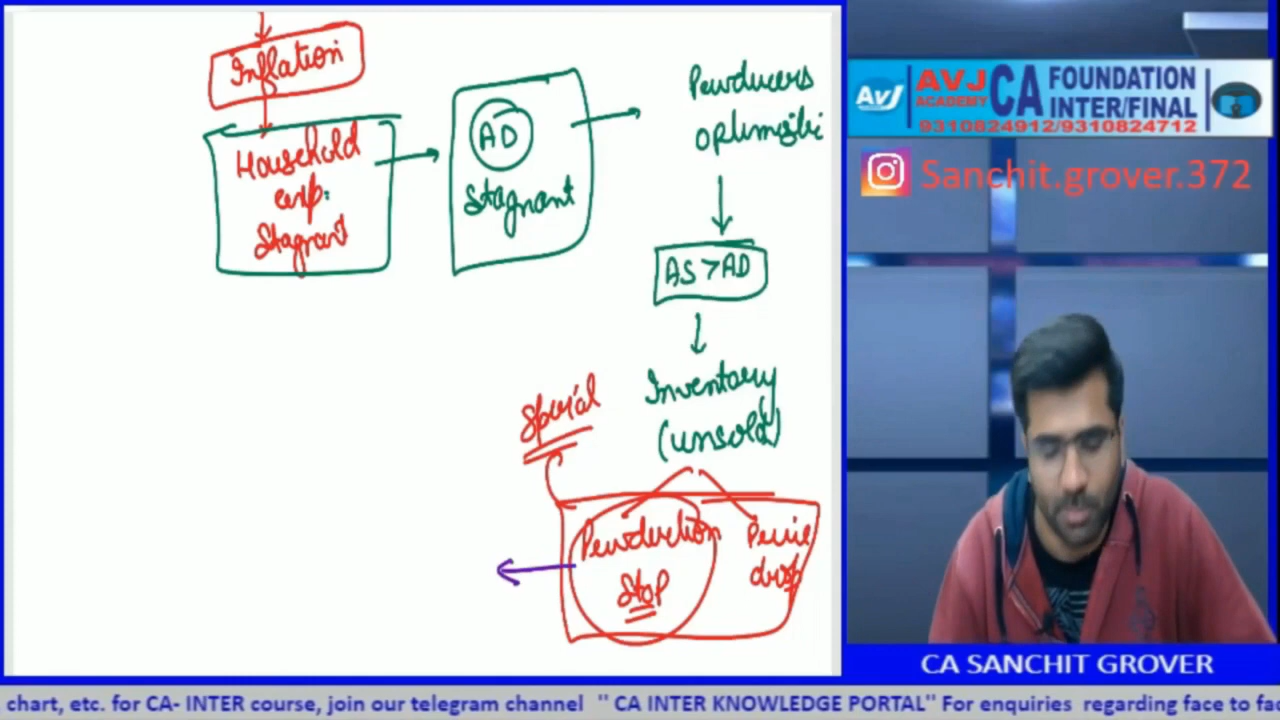 Inflation
Household
exp.
Stagnant
AD
Stagnant
Producers
optimistic
AS > AD
Inventory
(unsold)
Spiral
Production
Stop
Price
drop
AVJ
AVJ
ACADEMY
CA
FOUNDATION
INTER/FINAL
9310824912/9310824712
Sanchit.grover.372
CA SANCHIT GROVER
chart, etc. for CA- INTER course, join our telegram channel " CA INTER KNOWLEDGE PORTAL" For enquiries regarding face to fa